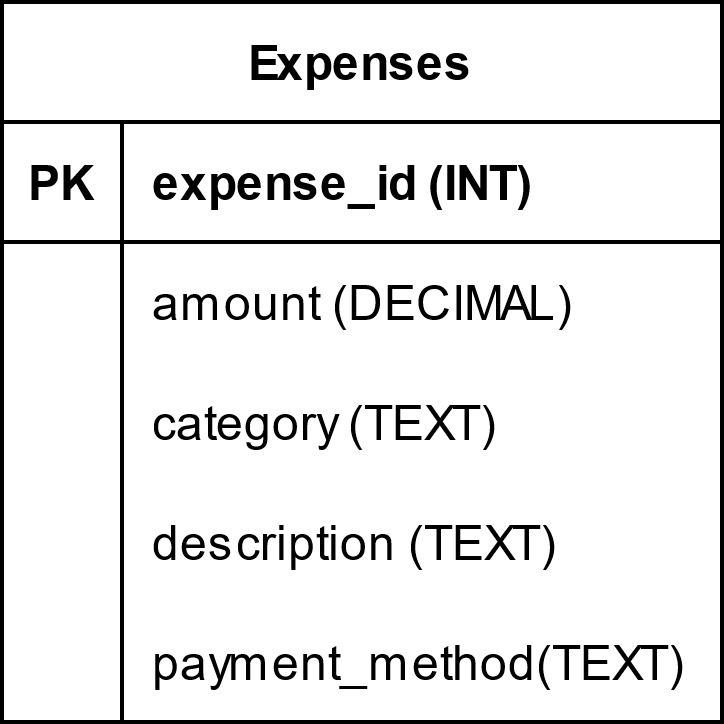 Expenses
PK expense_id (INT)
amount (DECIMAL)
category (TEXT)
description (TEXT)
payment_method(TEXT)